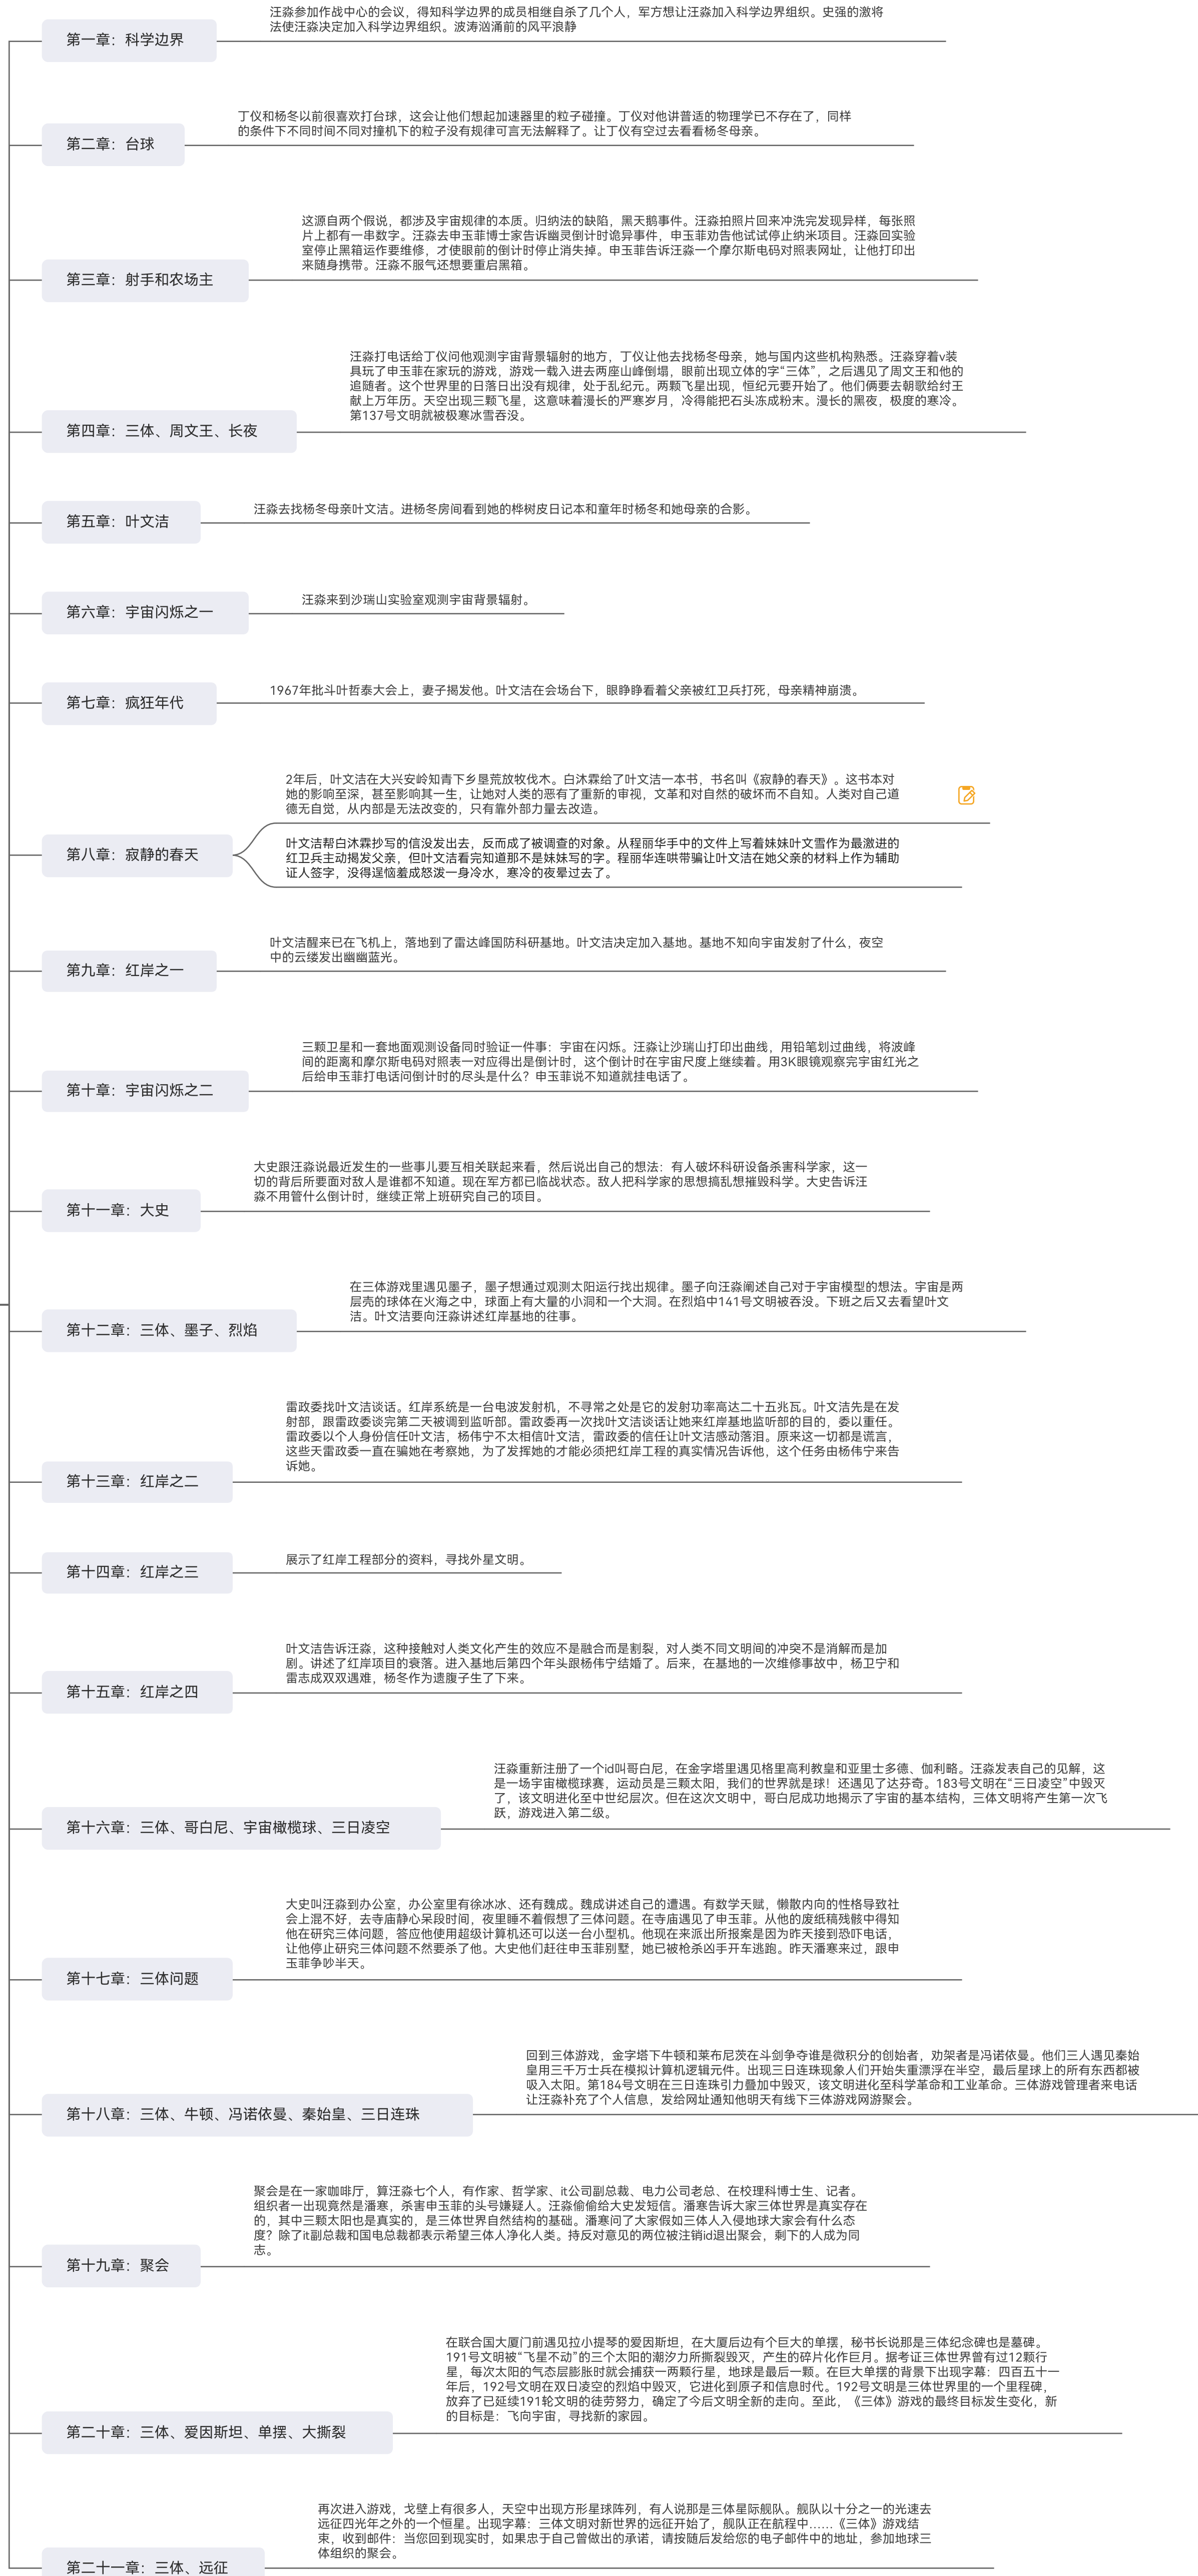 汪淼参加作战中心的会议，得知科学边界的成员相继自杀了几个人，军方想让汪淼加入科学边界组织。史强的激将
法使汪淼决定加入科学边界组织。波涛汹涌前的风平浪静
第一章：科学边界
丁仪和杨冬以前很喜欢打台球，这会让他们想起加速器里的粒子碰撞。丁仪对他讲普适的物理学已不存在了，同样
的条件下不同时间不同对撞机下的粒子没有规律可言无法解释了。让丁仪有空过去看看杨冬母亲。
第二章：台球
这源自两个假说，都涉及宇宙规律的本质。归纳法的缺陷，黑天鹅事件。汪淼拍照片回来冲洗完发现异样，每张照
片上都有一串数字。汪淼去申玉菲博士家告诉幽灵倒计时诡异事件，申玉菲劝告他试试停止纳米项目。汪淼回实验
室停止黑箱运作要维修，才使眼前的倒计时停止消失掉。申玉菲告诉汪淼一个摩尔斯电码对照表网址，让他打印出
来随身携带。汪淼不服气还想要重启黑箱。
第三章：射手和农场主
汪淼打电话给丁仪问他观测宇宙背景辐射的地方，丁仪让他去找杨冬母亲，她与国内这些机构熟悉。汪淼穿着v装
具玩了申玉菲在家玩的游戏，游戏一载入进去两座山峰倒塌，眼前出现立体的字“三体”，之后遇见了周文王和他的
追随者。这个世界里的日落日出没有规律，处于乱纪元。两颗飞星出现，恒纪元要开始了。他们俩要去朝歌给纣王
献上万年历。天空出现三颗飞星，这意味着漫长的严寒岁月，冷得能把石头冻成粉末。漫长的黑夜，极度的寒冷。
第137号文明就被极寒冰雪吞没。
第四章：三体、周文王、长夜
汪淼去找杨冬母亲叶文洁。进杨冬房间看到她的桦树皮日记本和童年时杨冬和她母亲的合影。
第五章：叶文洁
汪淼来到沙瑞山实验室观测宇宙背景辐射。
第六章：宇宙闪烁之一
1967年批斗叶哲泰大会上，妻子揭发他。叶文洁在会场台下，眼睁睁看着父亲被红卫兵打死，母亲精神崩溃。
第七章：疯狂年代
2年后，叶文洁在大兴安岭知青下乡垦荒放牧伐木。白沐霖给了叶文洁一本书，书名叫《寂静的春天》。这书本对
她的影响至深，甚至影响其一生，让她对人类的恶有了重新的审视，文革和对自然的破坏而不自知。人类对自己道
德无自觉，从内部是无法改变的，只有靠外部力量去改造。
叶文洁帮白沐霖抄写的信没发出去，反而成了被调查的对象。从程丽华手中的文件上写着妹妹叶文雪作为最激进的
红卫兵主动揭发父亲，但叶文洁看完知道那不是妹妹写的字。程丽华连哄带骗让叶文洁在她父亲的材料上作为辅助
证人签字，没得逞恼羞成怒泼一身冷水，寒冷的夜晕过去了。
第八章：寂静的春天
叶文洁醒来已在飞机上，落地到了雷达峰国防科研基地。叶文洁决定加入基地。基地不知向宇宙发射了什么，夜空
中的云缕发出幽幽蓝光。
第九章：红岸之一
三颗卫星和一套地面观测设备同时验证一件事：宇宙在闪烁。汪淼让沙瑞山打印出曲线，用铅笔划过曲线，将波峰
间的距离和摩尔斯电码对照表一对应得出是倒计时，这个倒计时在宇宙尺度上继续着。用3K眼镜观察完宇宙红光之
后给申玉菲打电话问倒计时的尽头是什么？申玉菲说不知道就挂电话了。
第十章：宇宙闪烁之二
大史跟汪淼说最近发生的一些事儿要互相关联起来看，然后说出自己的想法：有人破坏科研设备杀害科学家，这一
切的背后所要面对敌人是谁都不知道。现在军方都已临战状态。敌人把科学家的思想搞乱想摧毁科学。大史告诉汪
淼不用管什么倒计时，继续正常上班研究自己的项目。
第十一章：大史
在三体游戏里遇见墨子，墨子想通过观测太阳运行找出规律。墨子向汪淼阐述自己对于宇宙模型的想法。宇宙是两
层壳的球体在火海之中，球面上有大量的小洞和一个大洞。在烈焰中141号文明被吞没。下班之后又去看望叶文
洁。叶文洁要向汪淼讲述红岸基地的往事。
第十二章：三体、墨子、烈焰
雷政委找叶文洁谈话。红岸系统是一台电波发射机，不寻常之处是它的发射功率高达二十五兆瓦。叶文洁先是在发
射部，跟雷政委谈完第二天被调到监听部。雷政委再一次找叶文洁谈话让她来红岸基地监听部的目的，委以重任。
雷政委以个人身份信任叶文洁，杨伟宁不太相信叶文洁，雷政委的信任让叶文洁感动落泪。原来这一切都是谎言，
这些天雷政委一直在骗她在考察她，为了发挥她的才能必须把红岸工程的真实情况告诉他，这个任务由杨伟宁来告
诉她。
第十三章：红岸之二
展示了红岸工程部分的资料，寻找外星文明。
第十四章：红岸之三
叶文洁告诉汪淼，这种接触对人类文化产生的效应不是融合而是割裂，对人类不同文明间的冲突不是消解而是加
剧。讲述了红岸项目的衰落。进入基地后第四个年头跟杨伟宁结婚了。后来，在基地的一次维修事故中，杨卫宁和
雷志成双双遇难，杨冬作为遗腹子生了下来。
第十五章：红岸之四
汪淼重新注册了一个id叫哥白尼，在金字塔里遇见格里高利教皇和亚里士多德、伽利略。汪淼发表自己的见解，这
是一场宇宙橄榄球赛，运动员是三颗太阳，我们的世界就是球！还遇见了达芬奇。183号文明在“三日凌空”中毁灭
了，该文明进化至中世纪层次。但在这次文明中，哥白尼成功地揭示了宇宙的基本结构，三体文明将产生第一次飞
跃，游戏进入第二级。
第十六章：三体、哥白尼、宇宙橄榄球、三日凌空
大史叫汪淼到办公室，办公室里有徐冰冰、还有魏成。魏成讲述自己的遭遇。有数学天赋，懒散内向的性格导致社
会上混不好，去寺庙静心呆段时间，夜里睡不着假想了三体问题。在寺庙遇见了申玉菲。从他的废纸稿残骸中得知
他在研究三体问题，答应他使用超级计算机还可以送一台小型机。他现在来派出所报案是因为昨天接到恐吓电话，
让他停止研究三体问题不然要杀了他。大史他们赶往申玉菲别墅，她已被枪杀凶手开车逃跑。昨天潘寒来过，跟申
玉菲争吵半天。
第十七章：三体问题
回到三体游戏，金字塔下牛顿和莱布尼茨在斗剑争夺谁是微积分的创始者，劝架者是冯诺依曼。他们三人遇见秦始
皇用三千万士兵在模拟计算机逻辑元件。出现三日连珠现象人们开始失重漂浮在半空，最后星球上的所有东西都被
吸入太阳。第184号文明在三日连珠引力叠加中毁灭，该文明进化至科学革命和工业革命。三体游戏管理者来电话
让汪淼补充了个人信息，发给网址通知他明天有线下三体游戏网游聚会。
第十八章：三体、牛顿、冯诺依曼、秦始皇、三日连珠
聚会是在一家咖啡厅，算汪淼七个人，有作家、哲学家、it公司副总裁、电力公司老总、在校理科博士生、记者。
组织者一出现竟然是潘寒，杀害申玉菲的头号嫌疑人。汪淼偷偷给大史发短信。潘寒告诉大家三体世界是真实存在
的，其中三颗太阳也是真实的，是三体世界自然结构的基础。潘寒问了大家假如三体人入侵地球大家会有什么态
度？除了it副总裁和国电总裁都表示希望三体人净化人类。持反对意见的两位被注销id退出聚会，剩下的人成为同
志。
第十九章：聚会
在联合国大厦门前遇见拉小提琴的爱因斯坦，在大厦后边有个巨大的单摆，秘书长说那是三体纪念碑也是墓碑。
191号文明被“飞星不动”的三个太阳的潮汐力所撕裂毁灭，产生的碎片化作巨月。据考证三体世界曾有过12颗行
星，每次太阳的气态层膨胀时就会捕获一两颗行星，地球是最后一颗。在巨大单摆的背景下出现字幕：四百五十一
年后，192号文明在双日凌空的烈焰中毁灭，它进化到原子和信息时代。192号文明是三体世界里的一个里程碑，
放弃了已延续191轮文明的徒劳努力，确定了今后文明全新的走向。至此，《三体》游戏的最终目标发生变化，新
的目标是：飞向宇宙，寻找新的家园。
第二十章：三体、爱因斯坦、单摆、大撕裂
再次进入游戏，戈壁上有很多人，天空中出现方形星球阵列，有人说那是三体星际舰队。舰队以十分之一的光速去
远征四光年之外的一个恒星。出现字幕：三体文明对新世界的远征开始了，舰队正在航程中……《三体》游戏结
束，收到邮件：当您回到现实时，如果忠于自己曾做出的承诺，请按随后发给您的电子邮件中的地址，参加地球三
体组织的聚会。
第二十一章：三体、远征